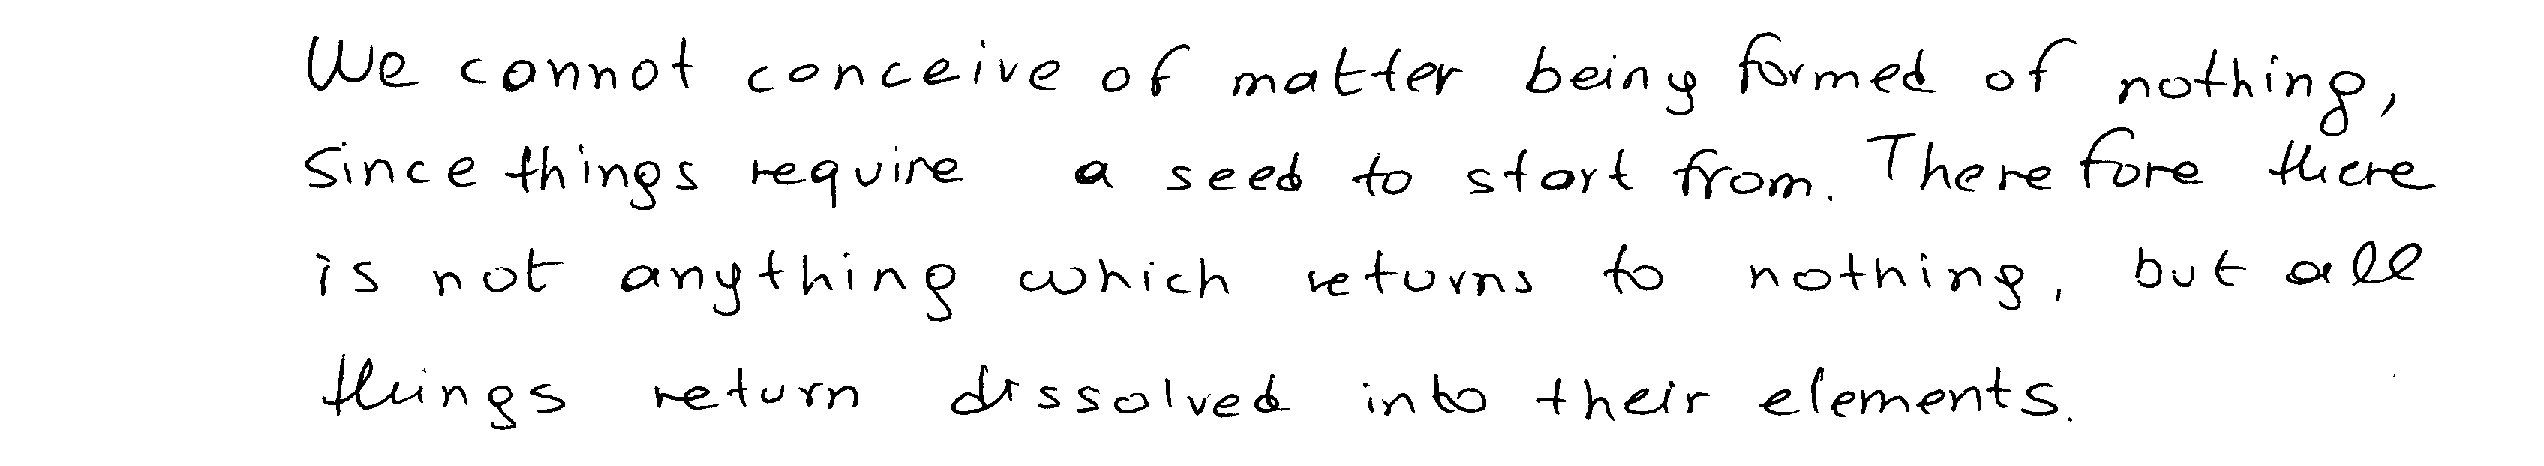 We cannot conceive of matter being formed of nothing,
since things require a seed to start from. Therefore there
is not anything which returns to nothing, but all
things return dissolved into their elements.